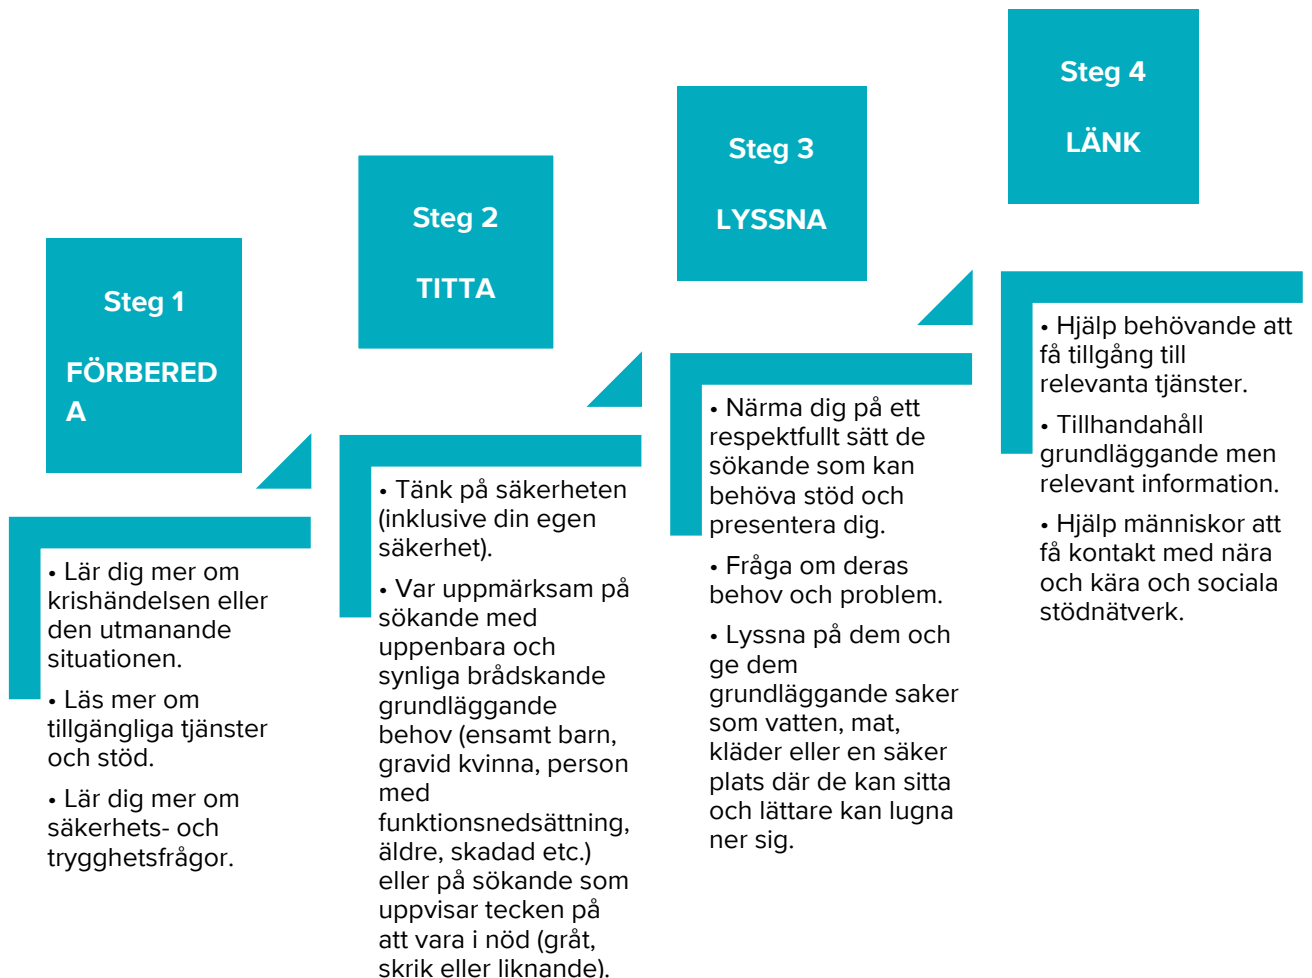 Steg 1
FÖRBERED
A
• Lär dig mer om
krishändelsen eller
den utmanande
situationen.
• Läs mer om
tillgängliga tjänster
och stöd.
• Lär dig mer om
säkerhets- och
trygghetsfrågor.
Steg 2
TITTA
• Tänk på säkerheten
(inklusive din egen
säkerhet).
• Var uppmärksam på
sökande med
uppenbara och
synliga brådskande
grundläggande
behov (ensamt barn,
gravid kvinna, person
med
funktionsnedsättning,
äldre, skadad etc.)
eller på sökande som
uppvisar tecken på
att vara i nöd (gråt,
skrik eller liknande).
Steg 3
LYSSNA
• Närma dig på ett
respektfullt sätt de
sökande som kan
behöva stöd och
presentera dig.
• Fråga om deras
behov och problem.
• Lyssna på dem och
ge dem
grundläggande saker
som vatten, mat,
kläder eller en säker
plats där de kan sitta
och lättare kan lugna
ner sig.
Steg 4
LÄNK
• Hjälp behövande att
få tillgång till
relevanta tjänster.
• Tillhandahåll
grundläggande men
relevant information.
• Hjälp människor att
få kontakt med nära
och kära och sociala
stödnätverk.